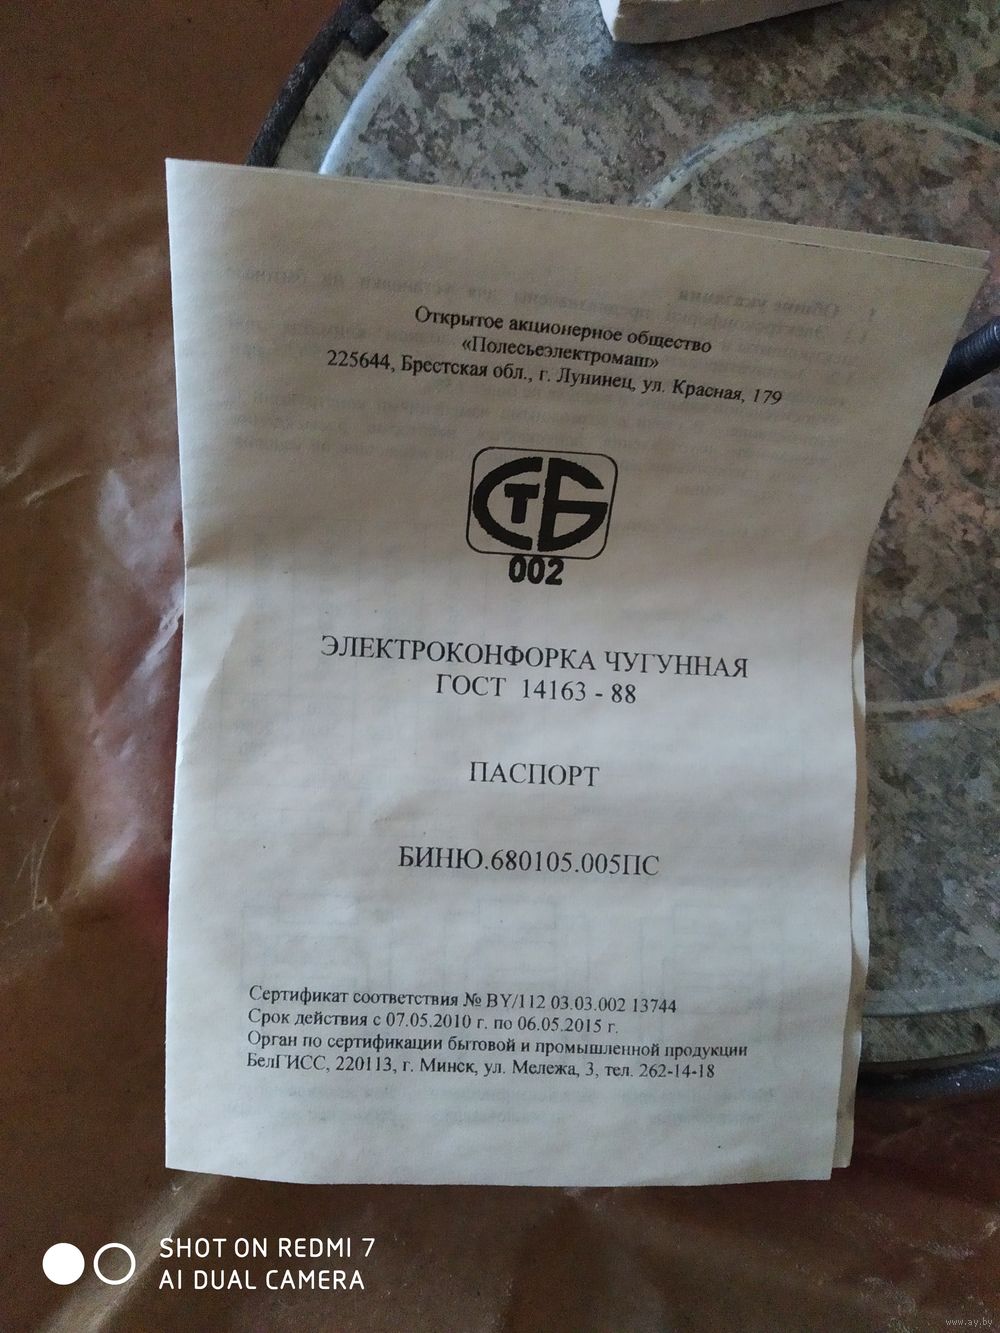 Открытое акционерное общество
«Полесьеэлектромаш»
225644, Брестская обл., г. Лунинец, ул. Красная, 179
СТБ
002
ЭЛЕКТРОКОНФОРКА ЧУГУННАЯ
ГОСТ 14163 - 88
ПАСПОРТ
БИНЮ.680105.005ПС
Сертификат соответствия № BY/112 03.03.002 13744
Срок действия с 07.05.2010 г. по 06.05.2015 г.
Орган по сертификации бытовой и промышленной продукции
БелГИСС, 220113, г. Минск, ул. Мележа, 3, тел. 262-14-18
SHOT ON REDMI 7
AI DUAL CAMERA
www.ay.by